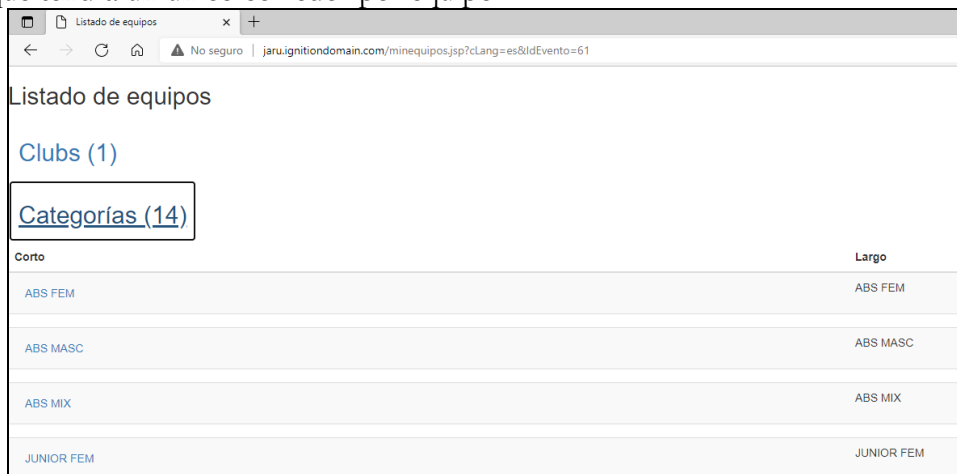 Listado de equipos
No seguro | jaru.ignitiondomain.com/minequipos.jsp?cLang=es&IdEvento=61
Listado de equipos
Clubs (1)
Categorías (14)
Corto Largo
ABS FEM ABS FEM
ABS MASC ABS MASC
ABS MIX ABS MIX
JUNIOR FEM JUNIOR FEM